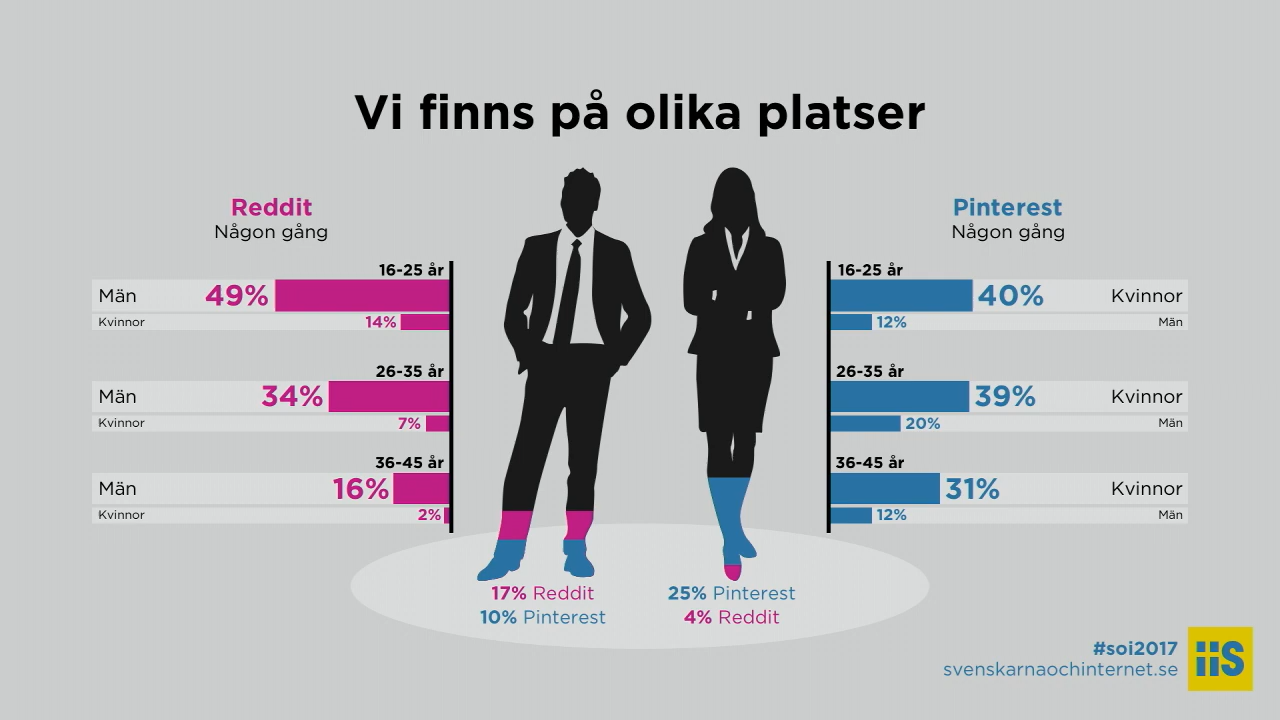 Vi finns på olika platser
Reddit
Någon gång
16-25 år
Män 49%
Kvinnor 14%
26-35 år
Män 34%
Kvinnor 7%
36-45 år
Män 16%
Kvinnor 2%
Pinterest
Någon gång
16-25 år
40% Kvinnor
12% Män
26-35 år
39% Kvinnor
20% Män
36-45 år
31% Kvinnor
12% Män
17% Reddit
10% Pinterest
25% Pinterest
4% Reddit
#soi2017
svenskarnaochinternet.se
iis